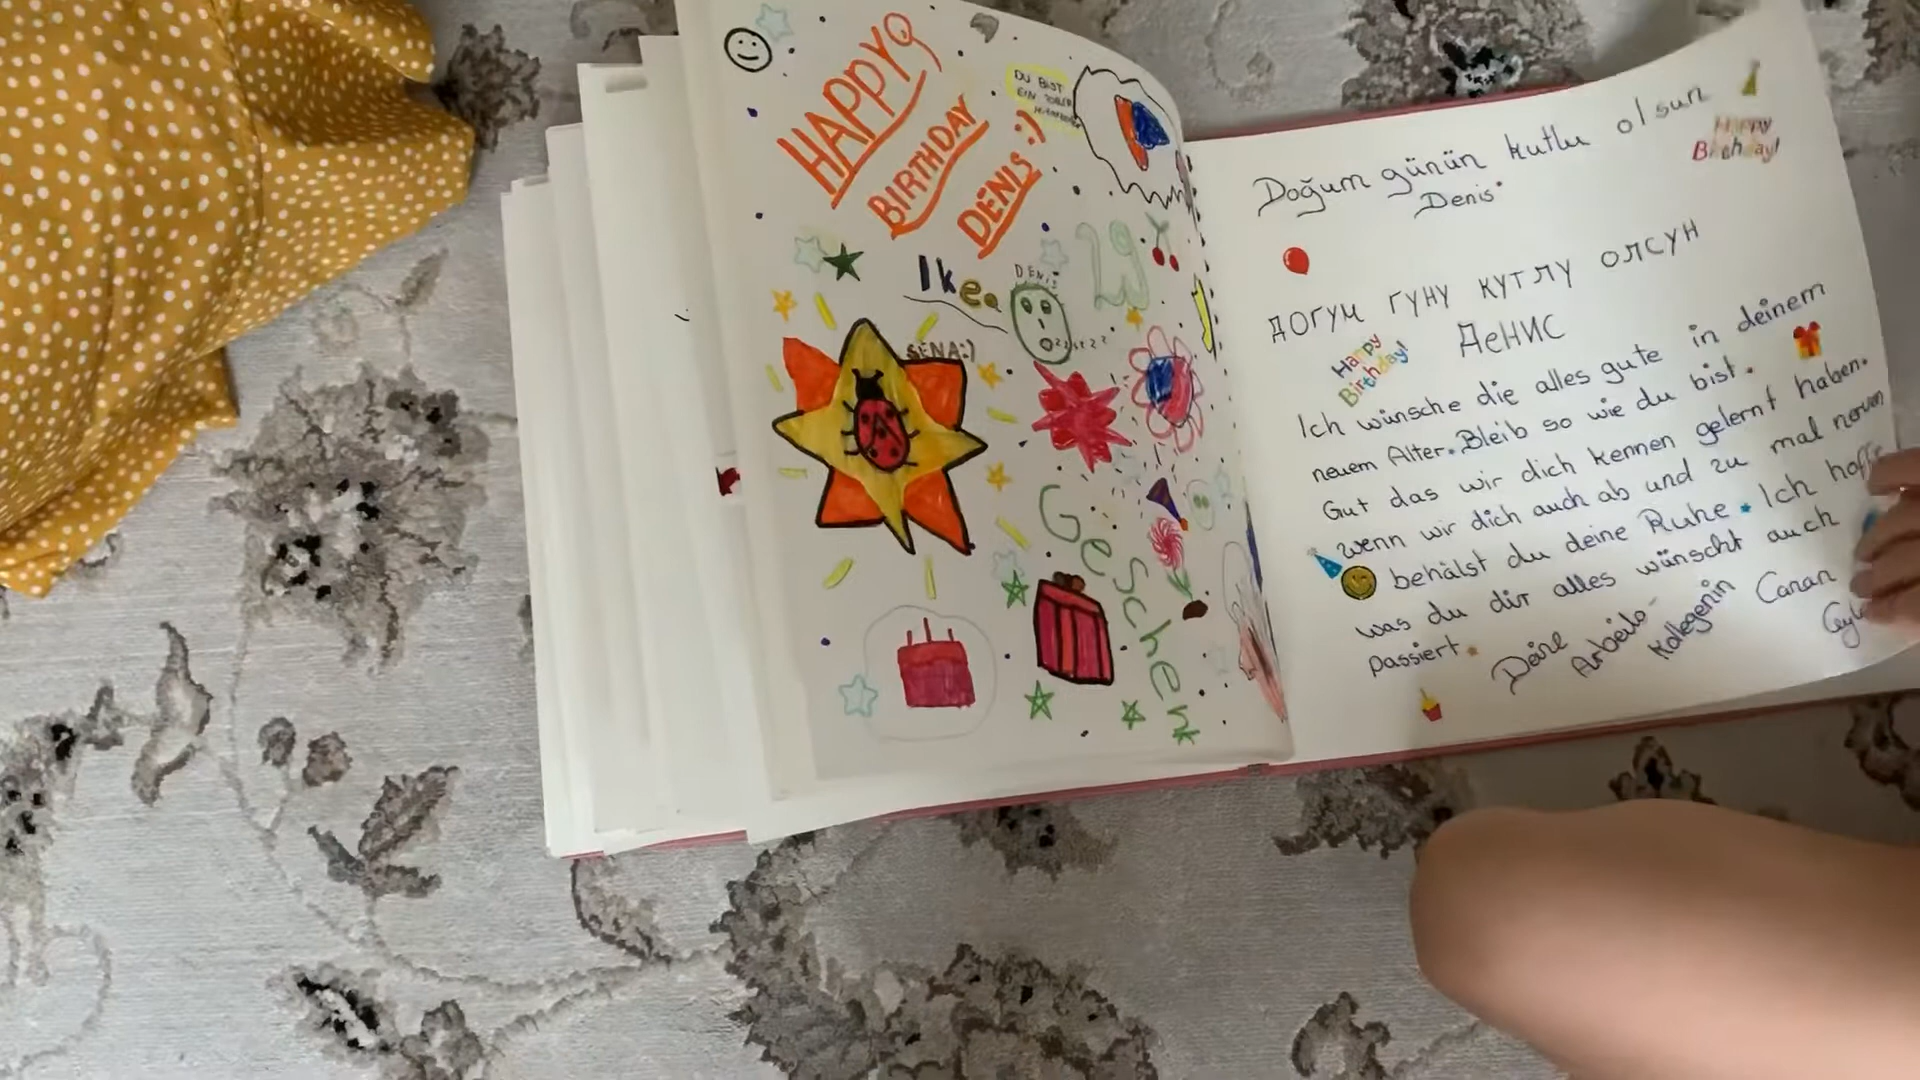 HAPPY
BIRTHDAY
DENIS :)
DU BIST
EIN
Ikea
DENIS
29
SENA:)
Geschenk
Doğum günün kutlu olsun
Denis
Happy
Birthday!
ДОГУМ ГУНУ КУТЛУ ОЛСУН
ДеНИС
Happy
Birthday!
Ich wünsche die alles gute in deinem
neuem Alter. Bleib so wie du bist.
Gut das wir dich kennen gelernt haben.
wenn wir dich auch ab und zu mal nerven
behälst du deine Ruhe. Ich hoffe
was du dir alles wünscht auch
passiert.
Deine
Arbeits-
kollegenin
Canan